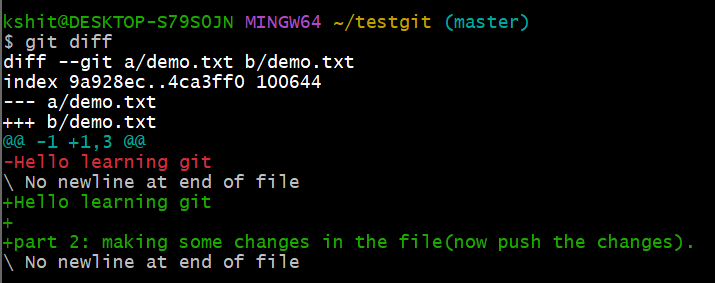 kshit@DESKTOP-S79SOJN MINGW64 ~/testgit (master)
$ git diff
diff --git a/demo.txt b/demo.txt
index 9a928ec..4ca3ff0 100644
--- a/demo.txt
+++ b/demo.txt
@@ -1 +1,3 @@
-Hello learning git
\ No newline at end of file
+Hello learning git
+
+part 2: making some changes in the file(now push the changes).
\ No newline at end of file